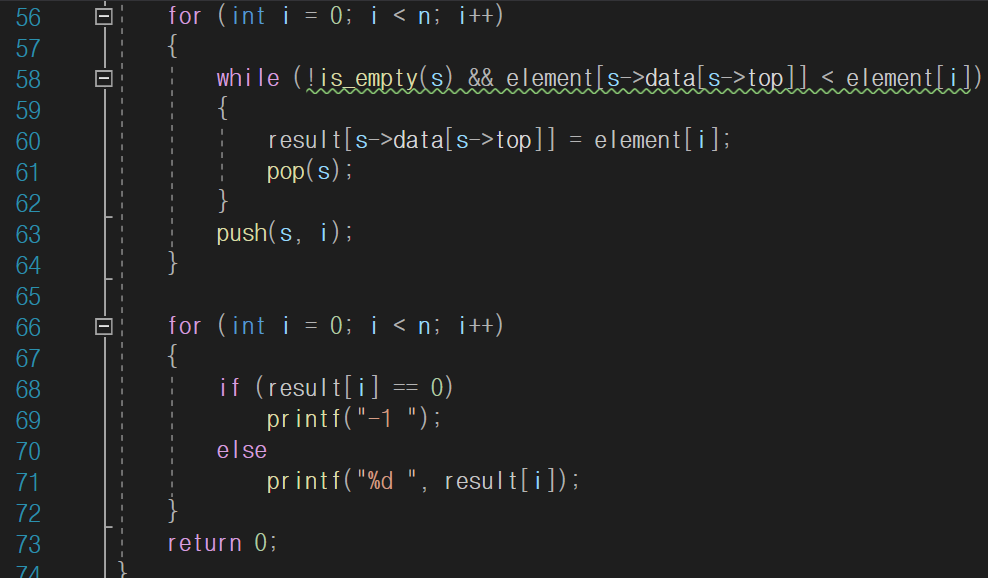 56 for (int i = 0; i < n; i++)
57 {
58 while (!is_empty(s) && element[s->data[s->top]] < element[i])
59 {
60 result[s->data[s->top]] = element[i];
61 pop(s);
62 }
63 push(s, i);
64 }
65
66 for (int i = 0; i < n; i++)
67 {
68 if (result[i] == 0)
69 printf("-1 ");
70 else
71 printf("%d ", result[i]);
72 }
73 return 0;
74 }